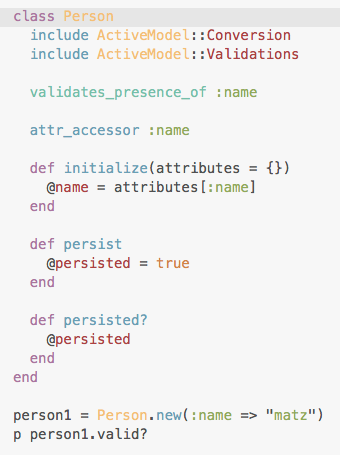 class Person
  include ActiveModel::Conversion
  include ActiveModel::Validations

  validates_presence_of :name

  attr_accessor :name

  def initialize(attributes = {})
    @name = attributes[:name]
  end

  def persist
    @persisted = true
  end

  def persisted?
    @persisted
  end
end

person1 = Person.new(:name => "matz")
p person1.valid?